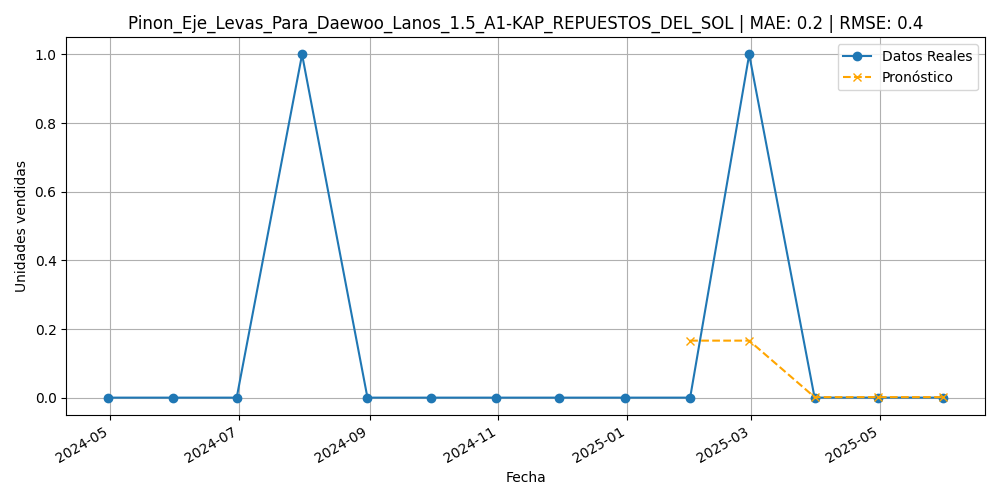 Pinon_Eje_Levas_Para_Daewoo_Lanos_1.5_A1-KAP_REPUESTOS_DEL_SOL | MAE: 0.2 | RMSE: 0.4
Datos Reales
Pronóstico
Unidades vendidas
1.0
0.8
0.6
0.4
0.2
0.0
2024-05
2024-07
2024-09
2024-11
2025-01
2025-03
2025-05
Fecha